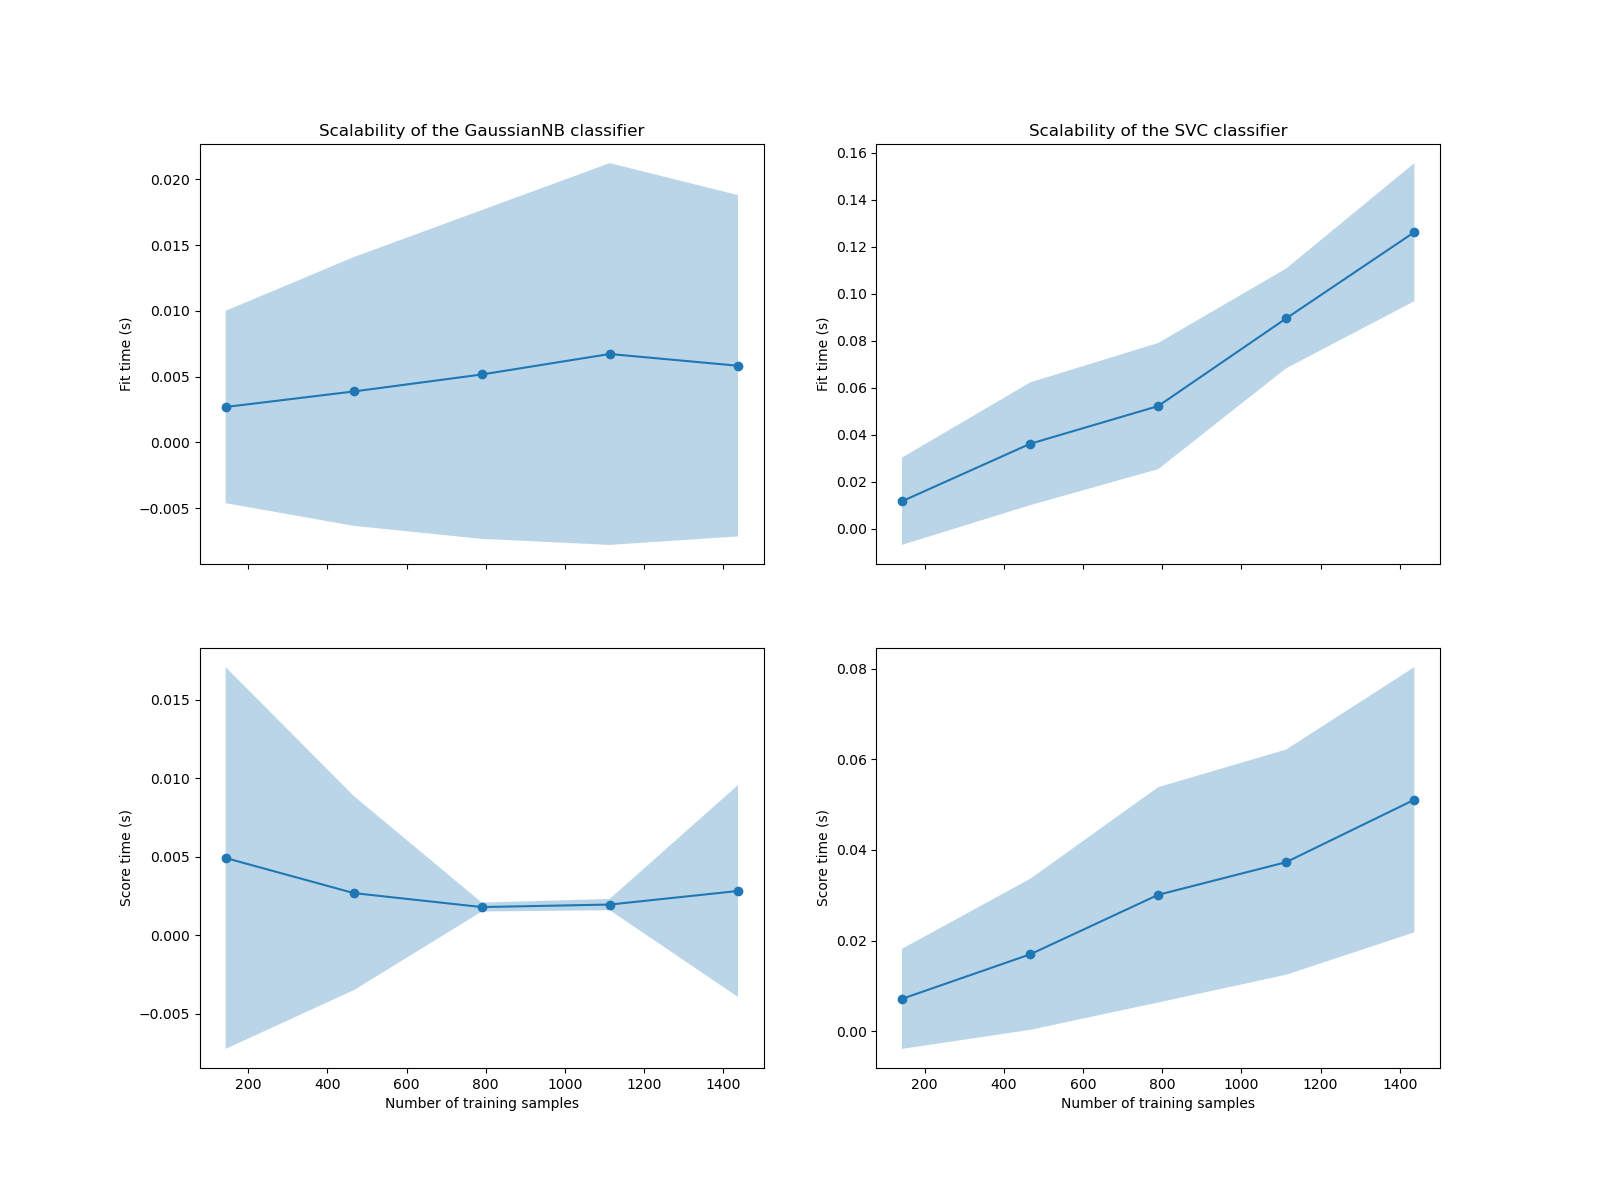 Scalability of the GaussianNB classifier
Fit time (s)
0.020
0.015
0.010
0.005
0.000
−0.005
Scalability of the SVC classifier
Fit time (s)
0.16
0.14
0.12
0.10
0.08
0.06
0.04
0.02
0.00
Score time (s)
0.015
0.010
0.005
0.000
−0.005
200 400 600 800 1000 1200 1400
Number of training samples
Score time (s)
0.08
0.06
0.04
0.02
0.00
200 400 600 800 1000 1200 1400
Number of training samples